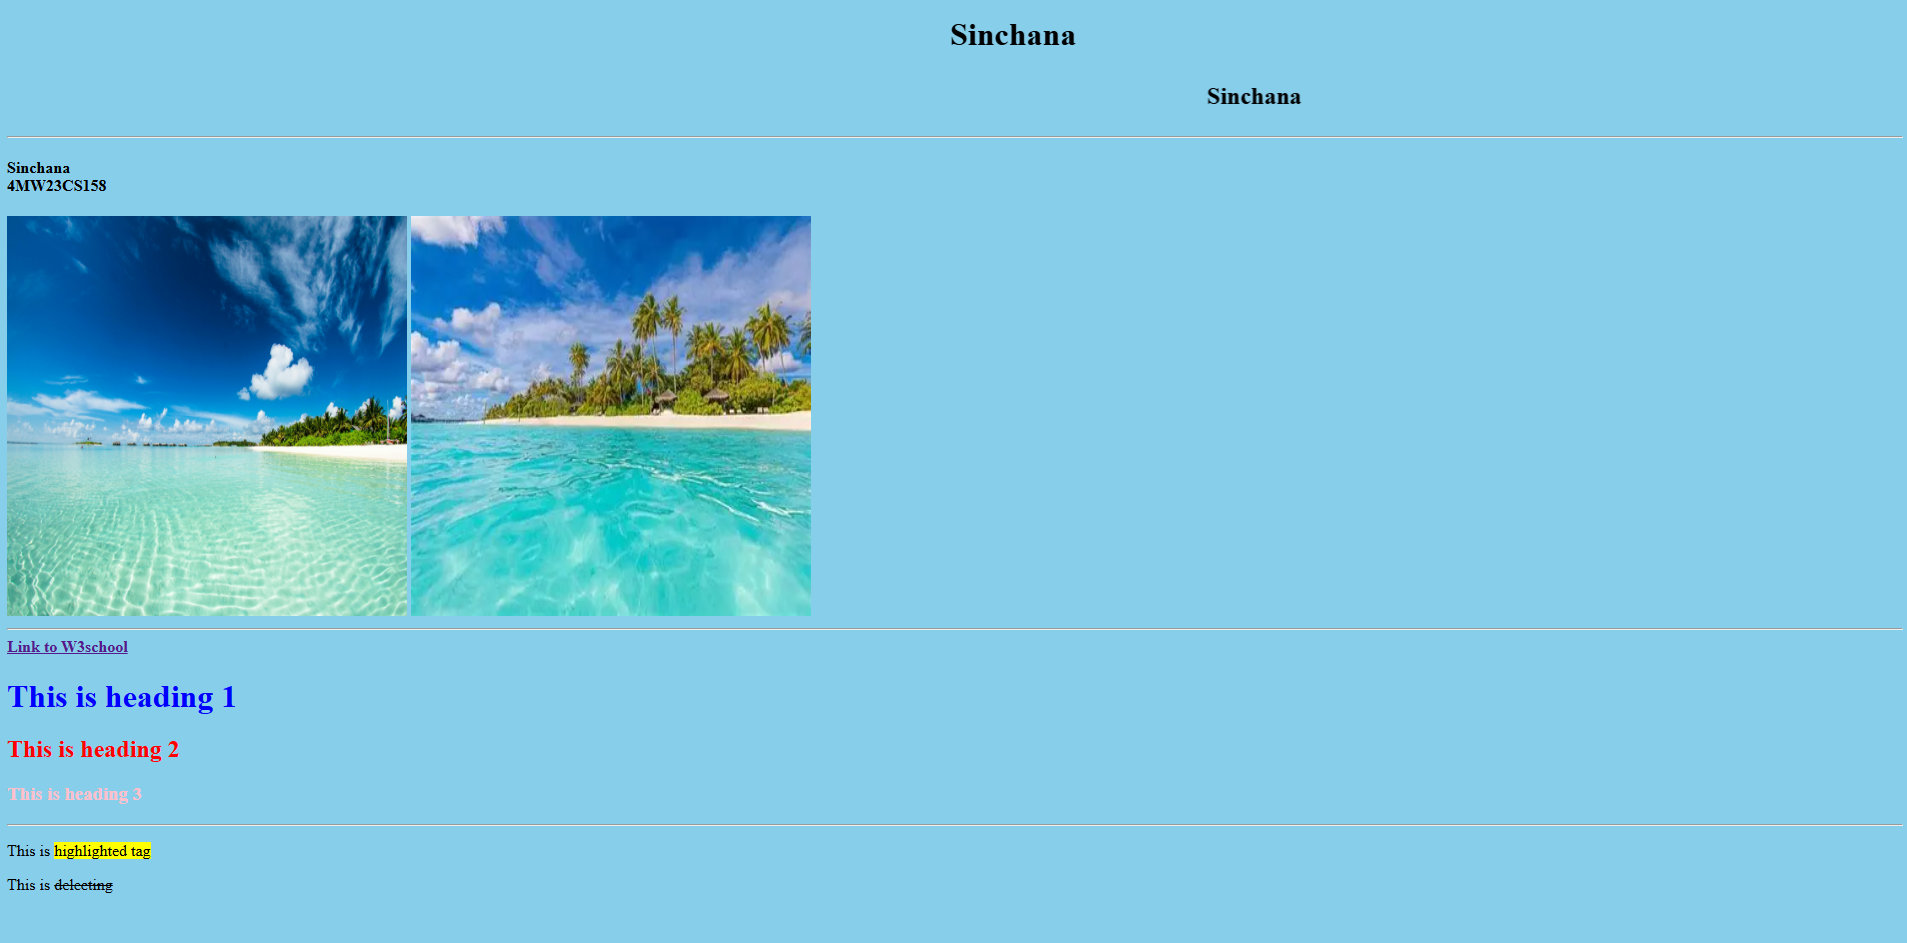 Sinchana
Sinchana
Sinchana
4MW23CS158
Link to W3school
This is heading 1
This is heading 2
This is heading 3
This is highlighted tag
This is delecting